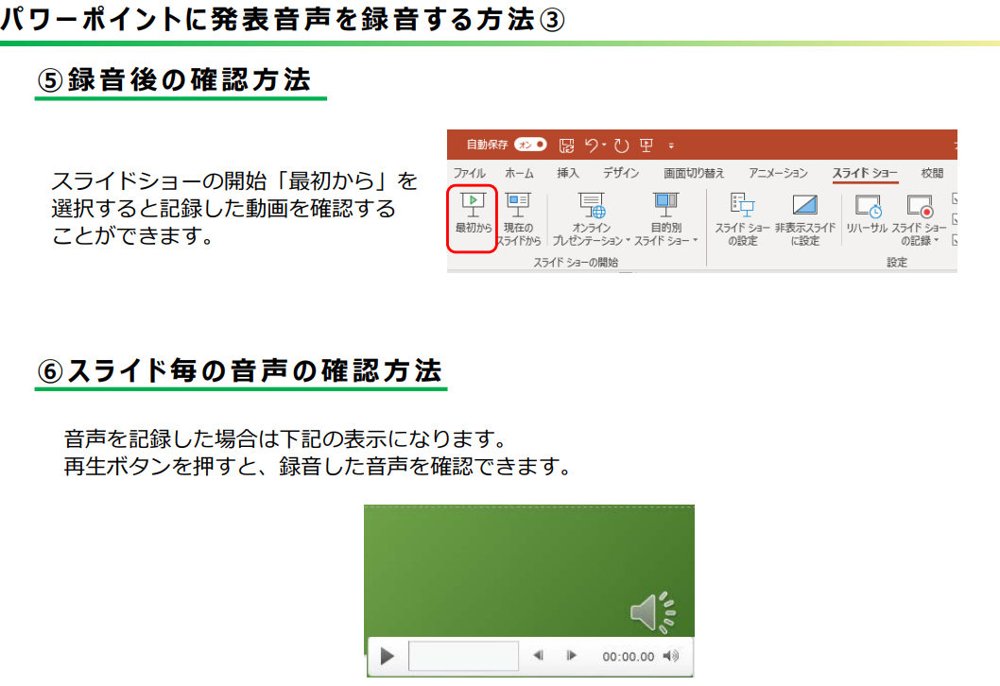 パワーポイントに発表音声を録音する方法③
⑤録音後の確認方法
スライドショーの開始「最初から」を
選択すると記録した動画を確認する
ことができます。
自動保存 オン
ファイル ホーム 挿入 デザイン 画面切り替え アニメーション スライド ショー 校閲
最初から 現在の オンライン 目的別 スライド ショー 非表示スライド リハーサル スライド ショー
スライドから プレゼンテーション スライド ショー の設定 に設定 の記録
スライド ショーの開始 設定
⑥スライド毎の音声の確認方法
音声を記録した場合は下記の表示になります。
再生ボタンを押すと、録音した音声を確認できます。
00:00.00